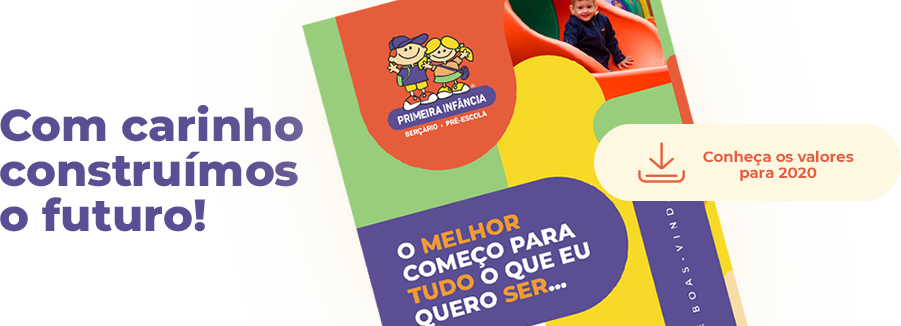 Com carinho
construímos
o futuro!
PRIMEIRA INFÂNCIA
BERÇÁRIO • PRÉ-ESCOLA
O MELHOR
COMEÇO PARA
TUDO O QUE EU
QUERO SER...
Conheça os valores
para 2020
E BOAS-VIND